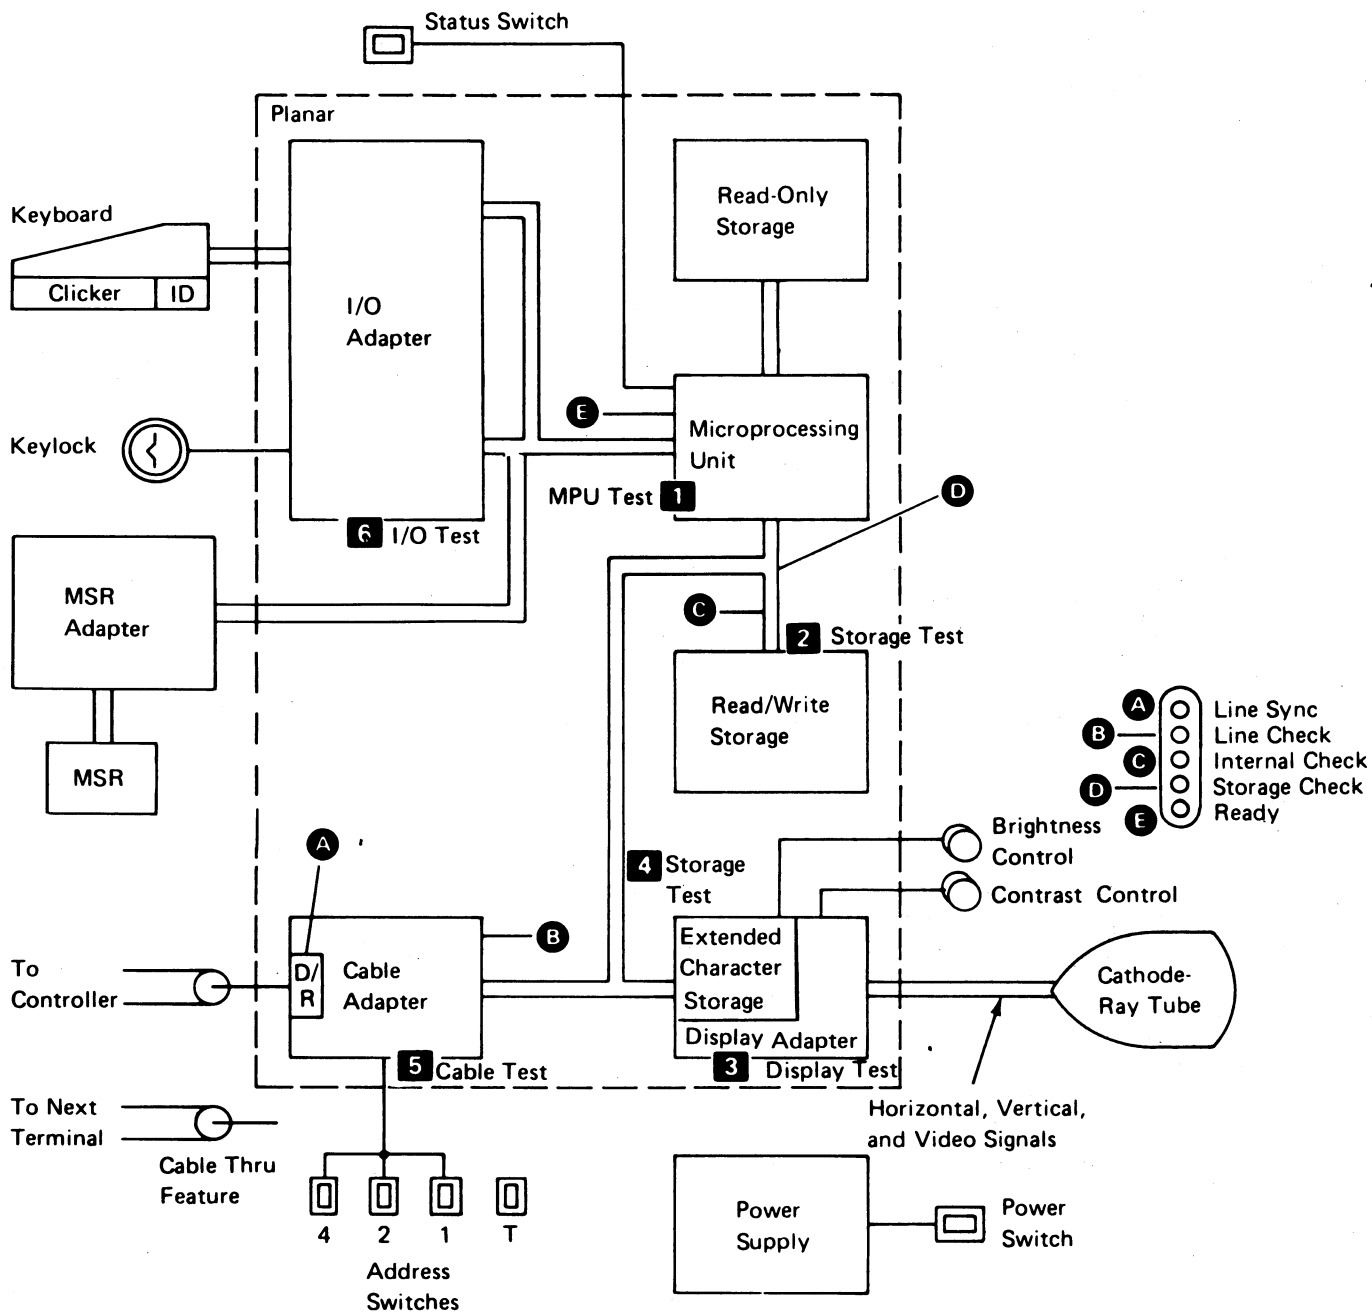 Status Switch
Planar
Read-Only
Storage
Keyboard
Clicker
ID
I/O
Adapter
E
Microprocessing
Unit
Keylock
MPU Test 1
D
6 I/O Test
MSR
Adapter
C
2 Storage Test
Read/Write
Storage
MSR
A Line Sync
B Line Check
C Internal Check
D Storage Check
E Ready
Brightness
Control
A
4 Storage
Test
Contrast Control
B
Extended
Character
Storage
Display Adapter
3 Display Test
To
Controller
D/
R
Cable
Adapter
5 Cable Test
Cathode-
Ray Tube
To Next
Terminal
Horizontal, Vertical,
and Video Signals
Cable Thru
Feature
4 2 1 T
Address
Switches
Power
Supply
Power
Switch